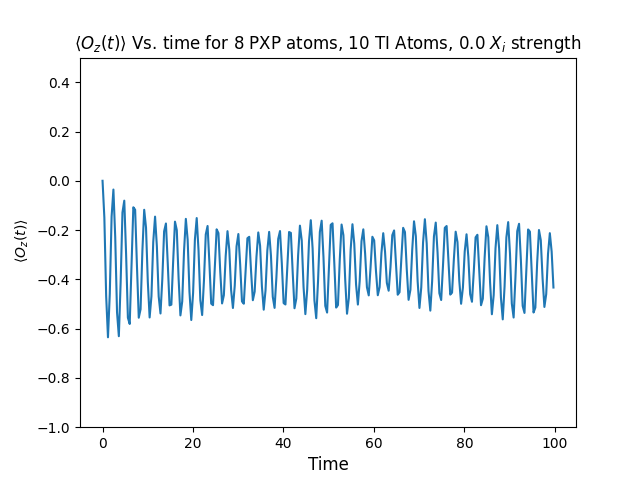 ⟨O_z(t)⟩ Vs. time for 8 PXP atoms, 10 TI Atoms, 0.0 X_i strength
0.4
0.2
0.0
−0.2
−0.4
−0.6
−0.8
−1.0
⟨O_z(t)⟩
0 20 40 60 80 100
Time